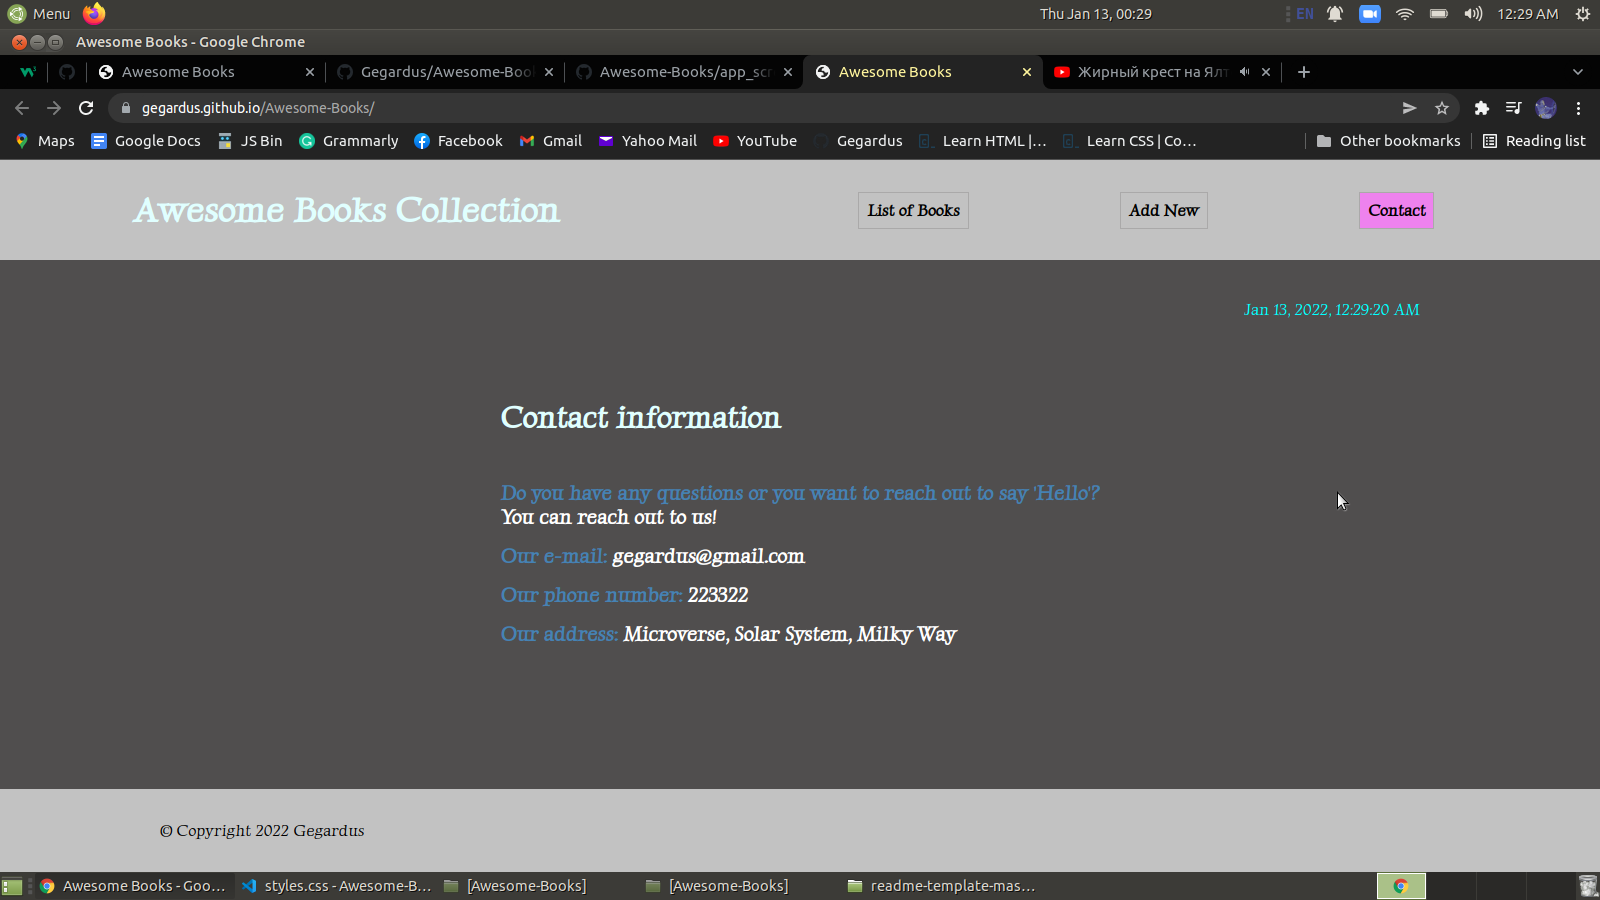 Menu
Thu Jan 13, 00:29
EN
12:29 AM
Awesome Books - Google Chrome
Awesome Books
Gegardus/Awesome-Boo
Awesome-Books/app_scr
Awesome Books
Жирный крест на Ялт
gegardus.github.io/Awesome-Books/
Maps
Google Docs
JS Bin
Grammarly
Facebook
Gmail
Yahoo Mail
YouTube
Gegardus
Learn HTML |...
Learn CSS | Co...
Other bookmarks
Reading list
Awesome Books Collection
List of Books
Add New
Contact
Jan 13, 2022, 12:29:20 AM
Contact information
Do you have any questions or you want to reach out to say 'Hello'?
You can reach out to us!
Our e-mail: gegardus@gmail.com
Our phone number: 223322
Our address: Microverse, Solar System, Milky Way
© Copyright 2022 Gegardus
Awesome Books - Goo...
styles.css - Awesome-B...
[Awesome-Books]
[Awesome-Books]
readme-template-mas...